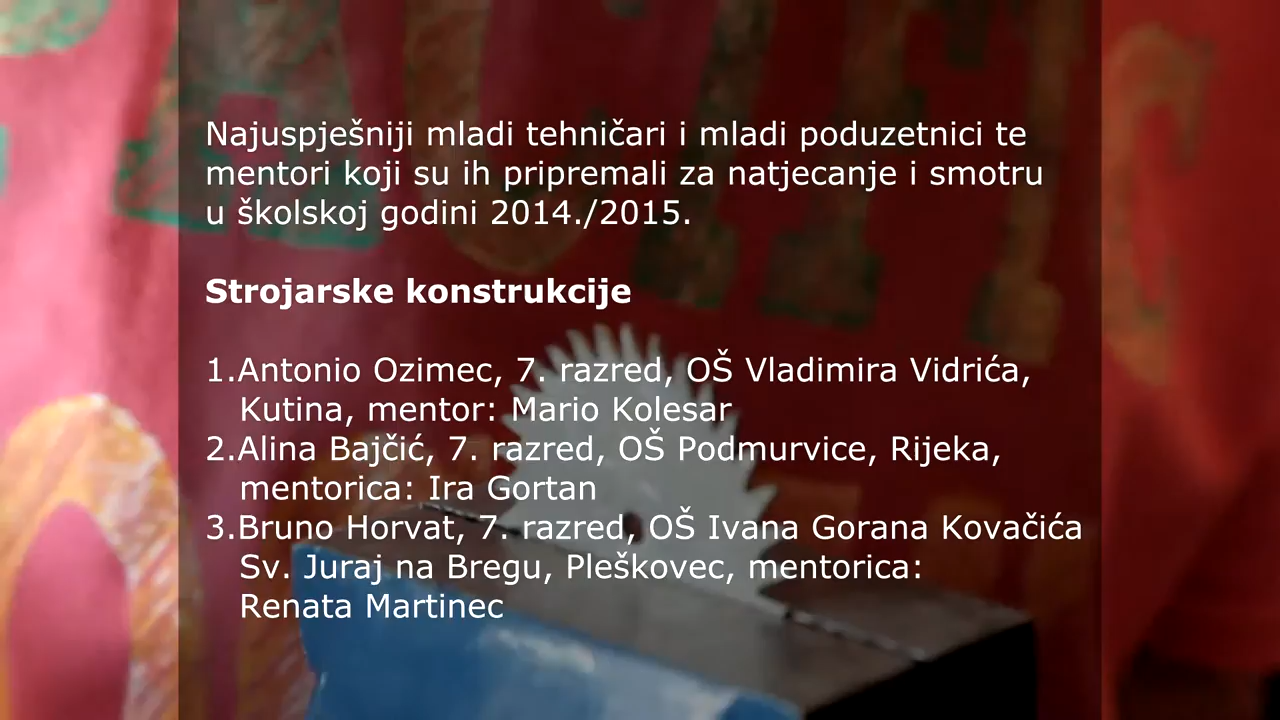 Najuspješniji mladi tehničari i mladi poduzetnici te
mentori koji su ih pripremali za natjecanje i smotru
u školskoj godini 2014./2015.
Strojarske konstrukcije
1.Antonio Ozimec, 7. razred, OŠ Vladimira Vidrića,
Kutina, mentor: Mario Kolesar
2.Alina Bajčić, 7. razred, OŠ Podmurvice, Rijeka,
mentorica: Ira Gortan
3.Bruno Horvat, 7. razred, OŠ Ivana Gorana Kovačića
Sv. Juraj na Bregu, Pleškovec, mentorica:
Renata Martinec